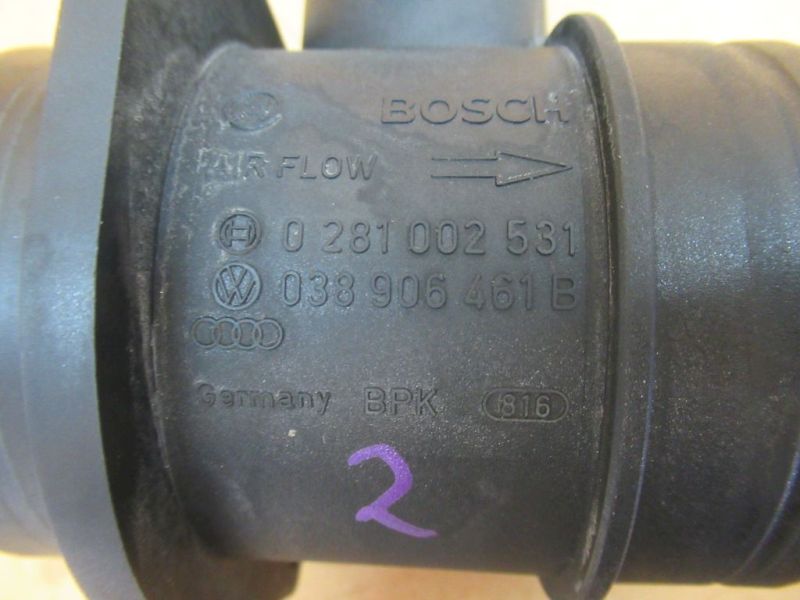 BOSCH
AIR FLOW
0 281 002 531
038 906 461 B
Germany BPK 816
2